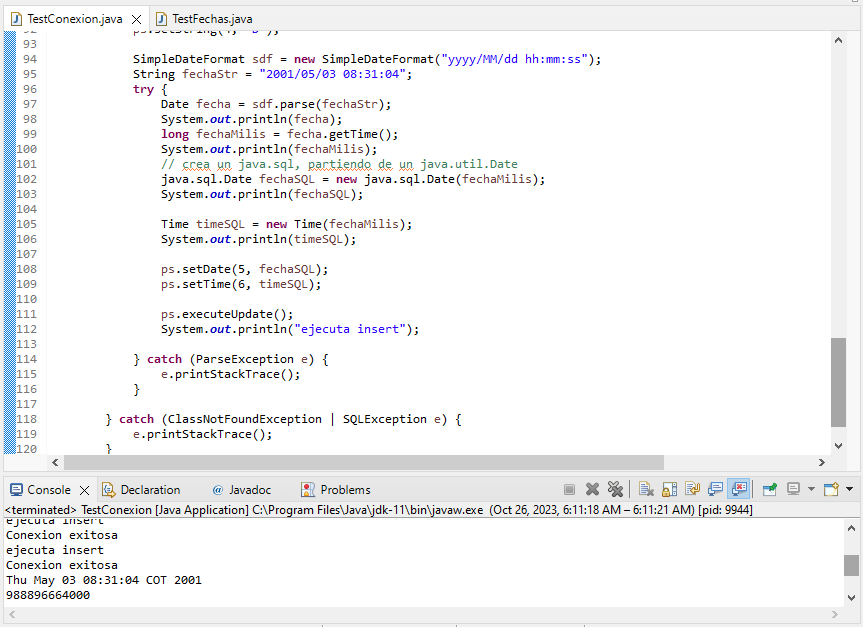 TestConexion.java TestFechas.java
92 ps.setString(4, "B");
93
94 SimpleDateFormat sdf = new SimpleDateFormat("yyyy/MM/dd hh:mm:ss");
95 String fechaStr = "2001/05/03 08:31:04";
96 try {
97 Date fecha = sdf.parse(fechaStr);
98 System.out.println(fecha);
99 long fechaMilis = fecha.getTime();
100 System.out.println(fechaMilis);
101 // crea un java.sql, partiendo de un java.util.Date
102 java.sql.Date fechaSQL = new java.sql.Date(fechaMilis);
103 System.out.println(fechaSQL);
104
105 Time timeSQL = new Time(fechaMilis);
106 System.out.println(timeSQL);
107
108 ps.setDate(5, fechaSQL);
109 ps.setTime(6, timeSQL);
110
111 ps.executeUpdate();
112 System.out.println("ejecuta insert");
113
114 } catch (ParseException e) {
115 e.printStackTrace();
116 }
117
118 } catch (ClassNotFoundException | SQLException e) {
119 e.printStackTrace();
120 }
Console Declaration @ Javadoc Problems
<terminated> TestConexion [Java Application] C:\Program Files\Java\jdk-11\bin\javaw.exe (Oct 26, 2023, 6:11:18 AM – 6:11:21 AM) [pid: 9944]
ejecuta insert
Conexion exitosa
ejecuta insert
Conexion exitosa
Thu May 03 08:31:04 COT 2001
988896664000